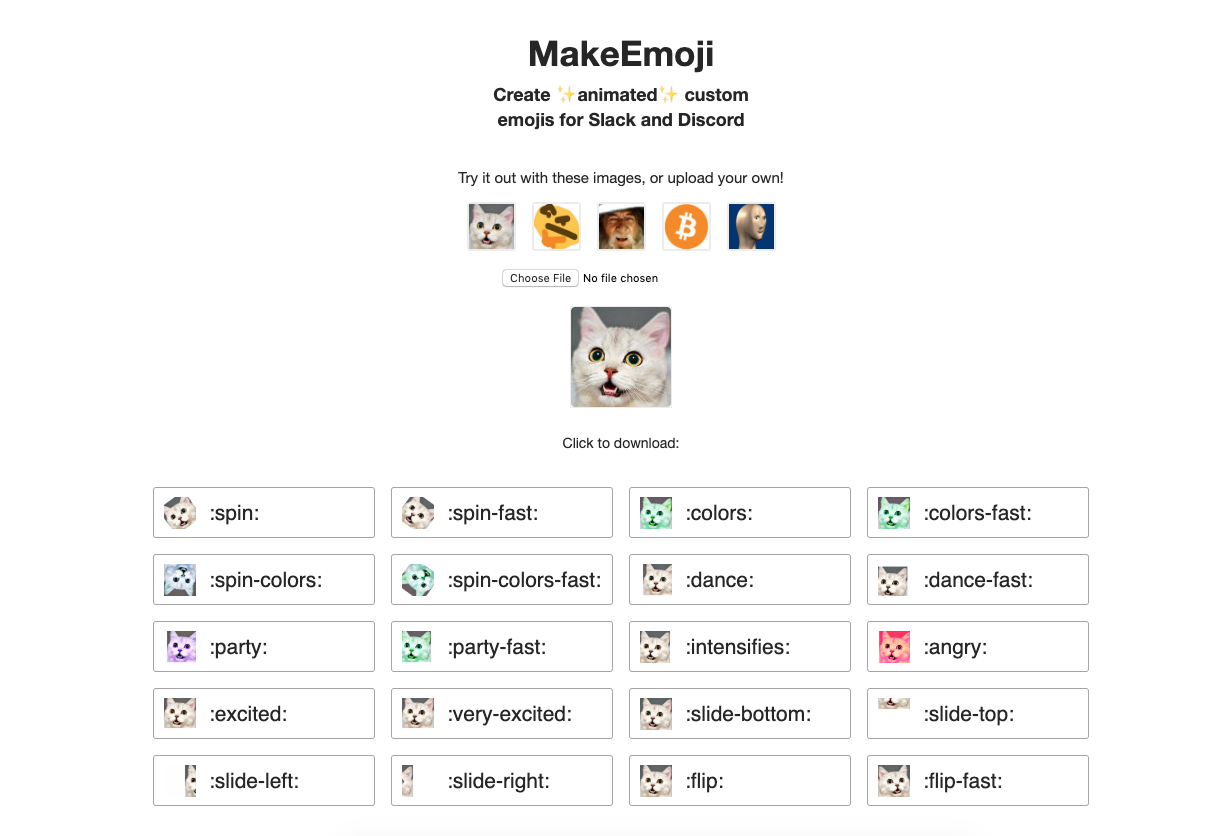 MakeEmoji
Create ✨animated✨ custom
emojis for Slack and Discord
Try it out with these images, or upload your own!
Choose File No file chosen
Click to download:
:spin: :spin-fast: :colors: :colors-fast:
:spin-colors: :spin-colors-fast: :dance: :dance-fast:
:party: :party-fast: :intensifies: :angry:
:excited: :very-excited: :slide-bottom: :slide-top:
:slide-left: :slide-right: :flip: :flip-fast: